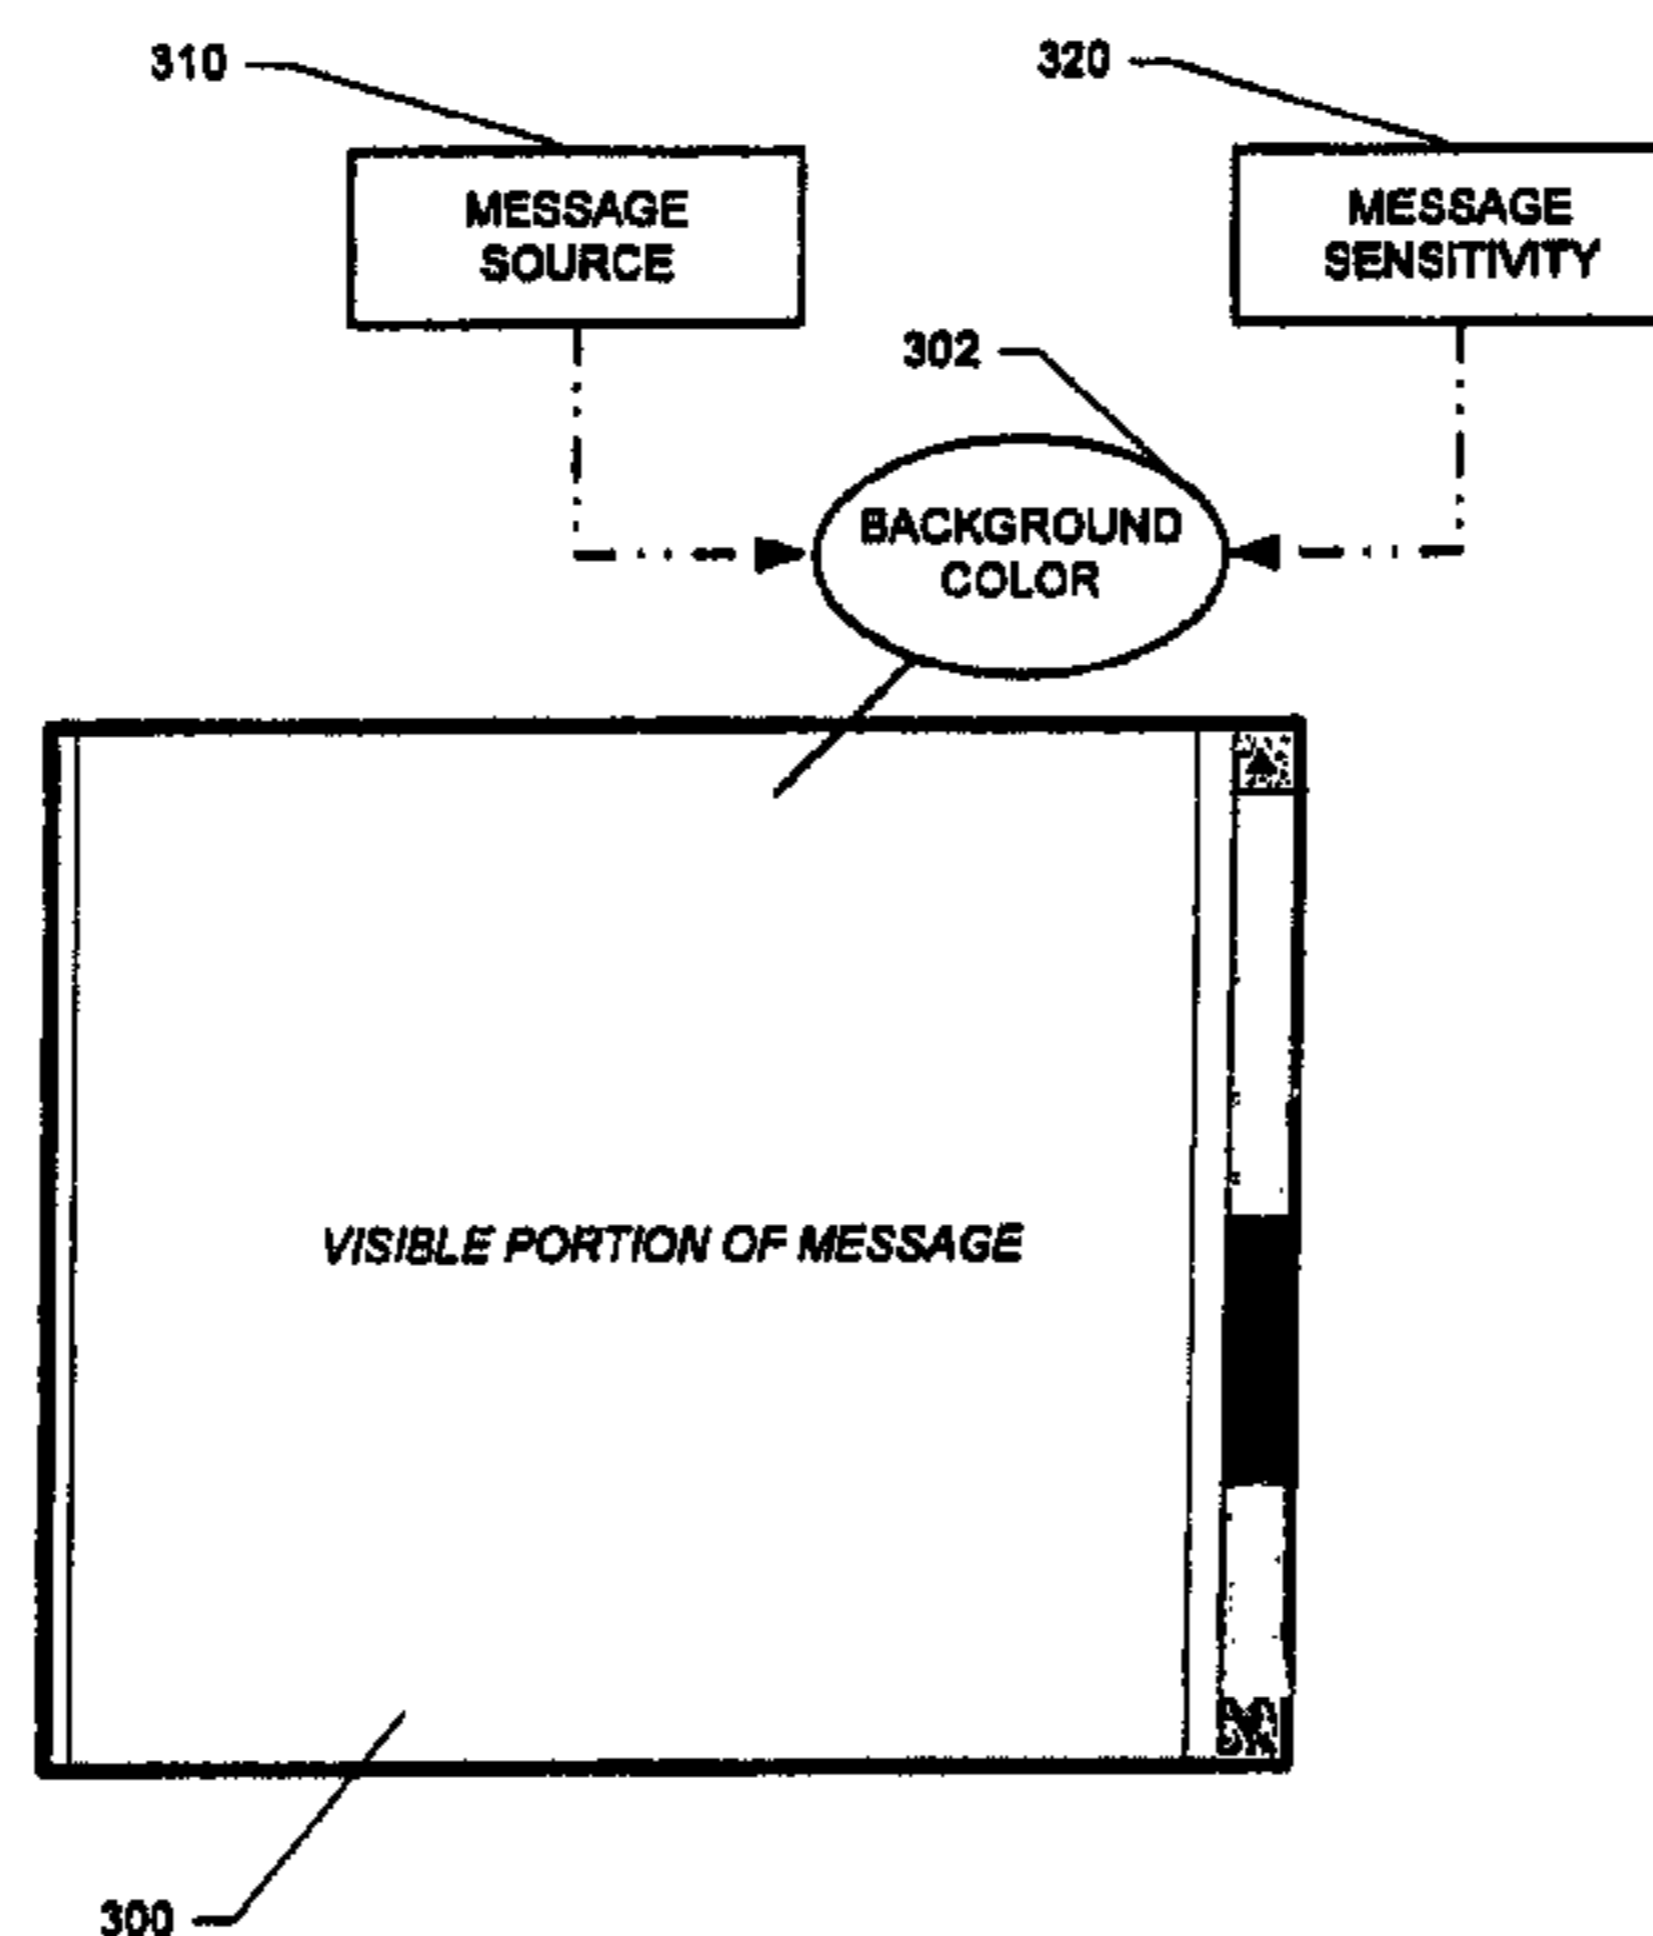 310
320
MESSAGE
SOURCE
MESSAGE
SENSITIVITY
302
BACKGROUND
COLOR
VISIBLE PORTION OF MESSAGE
300